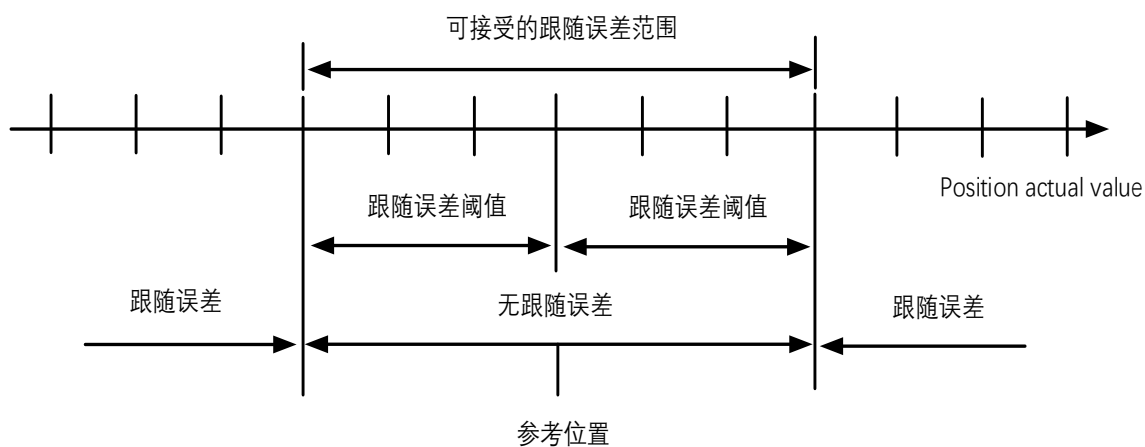 可接受的跟随误差范围
Position actual value
跟随误差阈值 跟随误差阈值
跟随误差 无跟随误差 跟随误差
参考位置